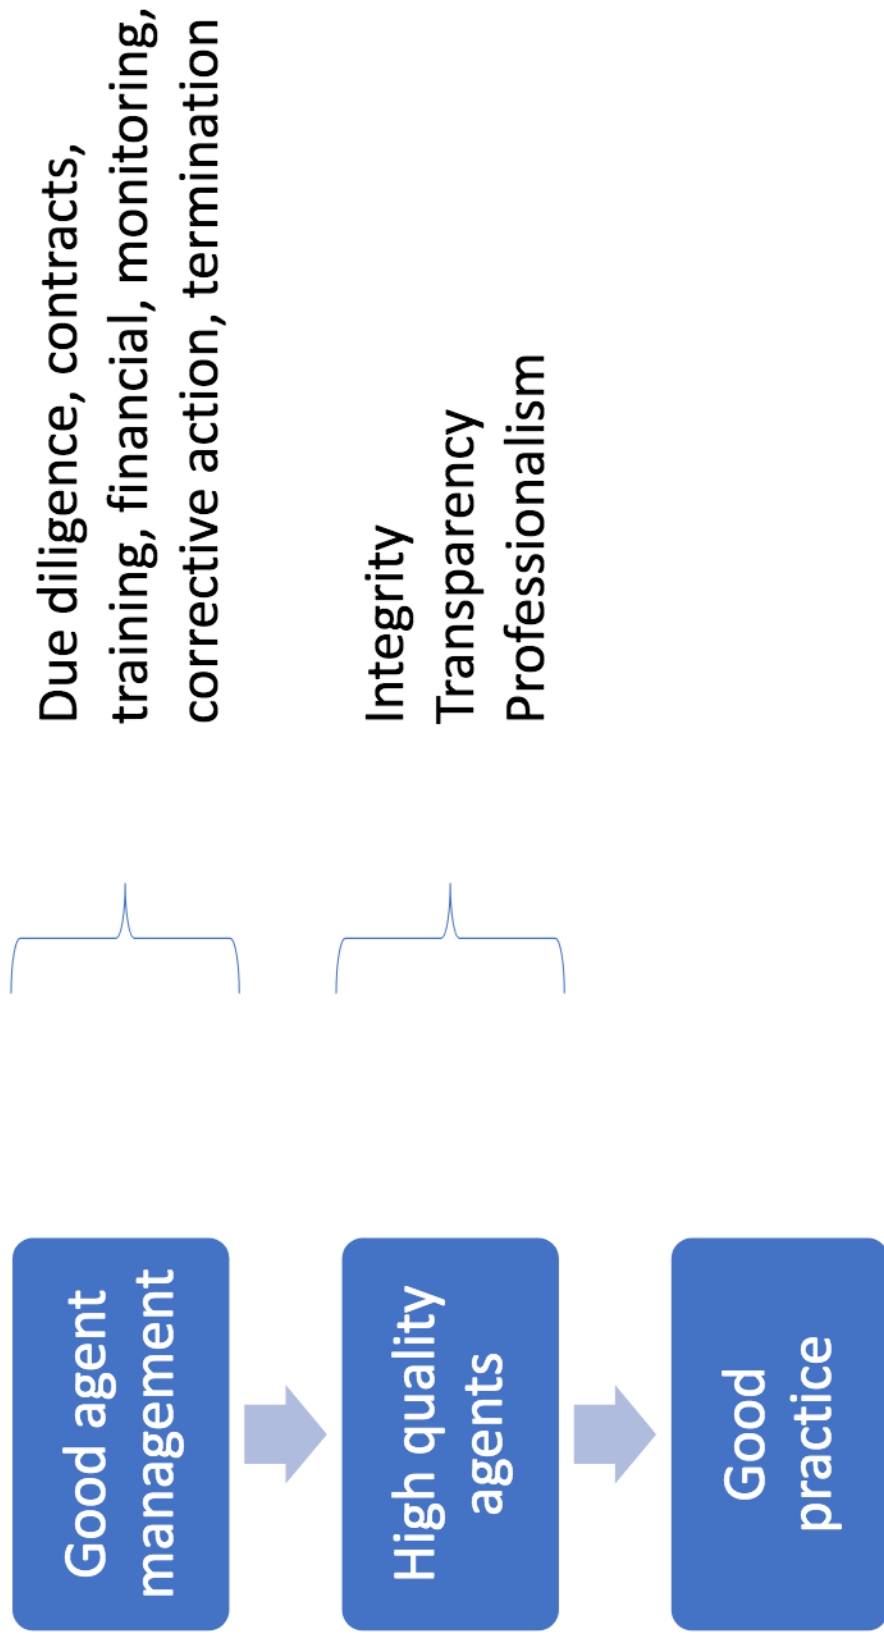 Good agent
management
Due diligence, contracts,
training, financial, monitoring,
corrective action, termination
High quality
agents
Integrity
Transparency
Professionalism
Good
practice